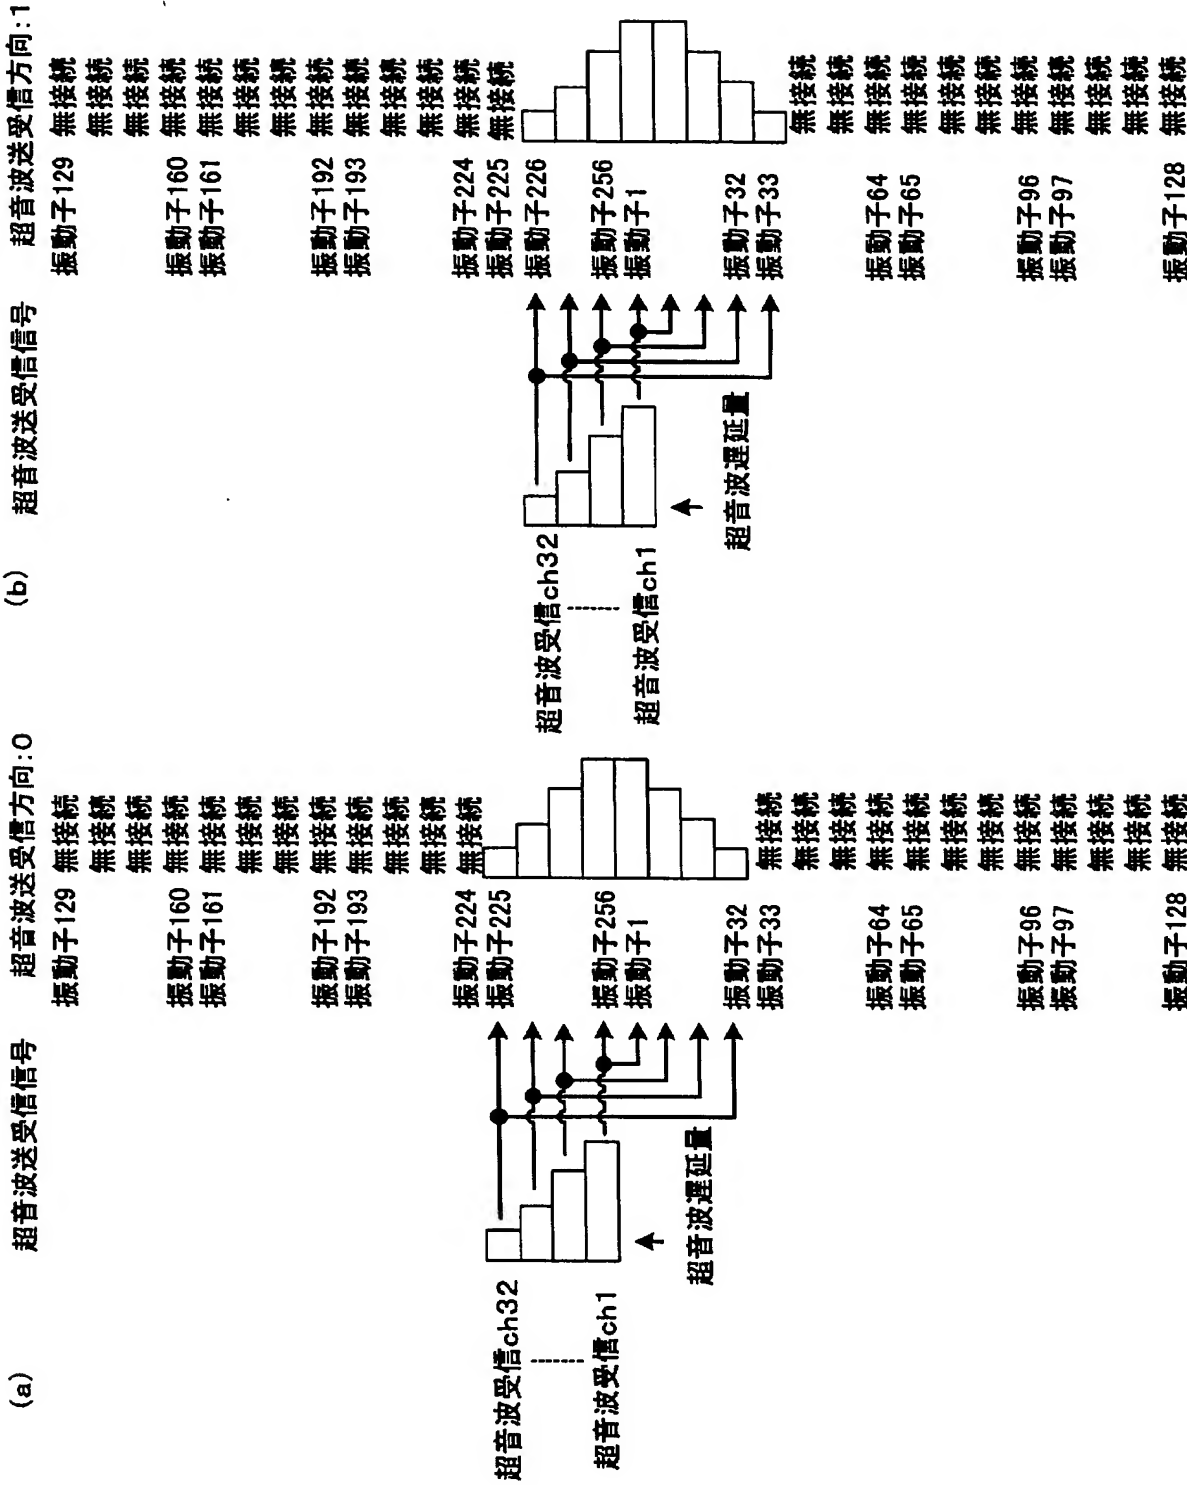 (a)
超音波送受信信号
超音波送受信方向:0
振動子129 無接続
無接続
無接続
振動子160 無接続
振動子161 無接続
無接続
無接続
振動子192 無接続
振動子193 無接続
無接続
無接続
振動子224 無接続
振動子225
振動子256
振動子1
振動子32
振動子33 無接続
無接続
無接続
振動子64 無接続
振動子65 無接続
無接続
無接続
振動子96 無接続
振動子97 無接続
無接続
無接続
振動子128 無接続
超音波受信ch32
超音波受信ch1
超音波遅延量
(b)
超音波送受信信号
超音波送受信方向:1
振動子129 無接続
無接続
無接続
振動子160 無接続
振動子161 無接続
無接続
無接続
振動子192 無接続
振動子193 無接続
無接続
無接続
振動子224 無接続
振動子225 無接続
振動子226
振動子256
振動子1
振動子32
振動子33
無接続
無接続
振動子64 無接続
振動子65 無接続
無接続
無接続
振動子96 無接続
振動子97 無接続
無接続
無接続
振動子128 無接続
超音波受信ch32
超音波受信ch1
超音波遅延量